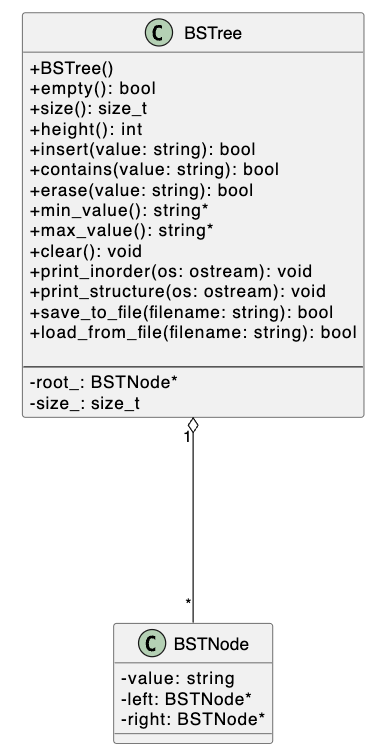 C BSTree
+BSTree()
+empty(): bool
+size(): size_t
+height(): int
+insert(value: string): bool
+contains(value: string): bool
+erase(value: string): bool
+min_value(): string*
+max_value(): string*
+clear(): void
+print_inorder(os: ostream): void
+print_structure(os: ostream): void
+save_to_file(filename: string): bool
+load_from_file(filename: string): bool
-root_: BSTNode*
-size_: size_t
1
*
C BSTNode
-value: string
-left: BSTNode*
-right: BSTNode*